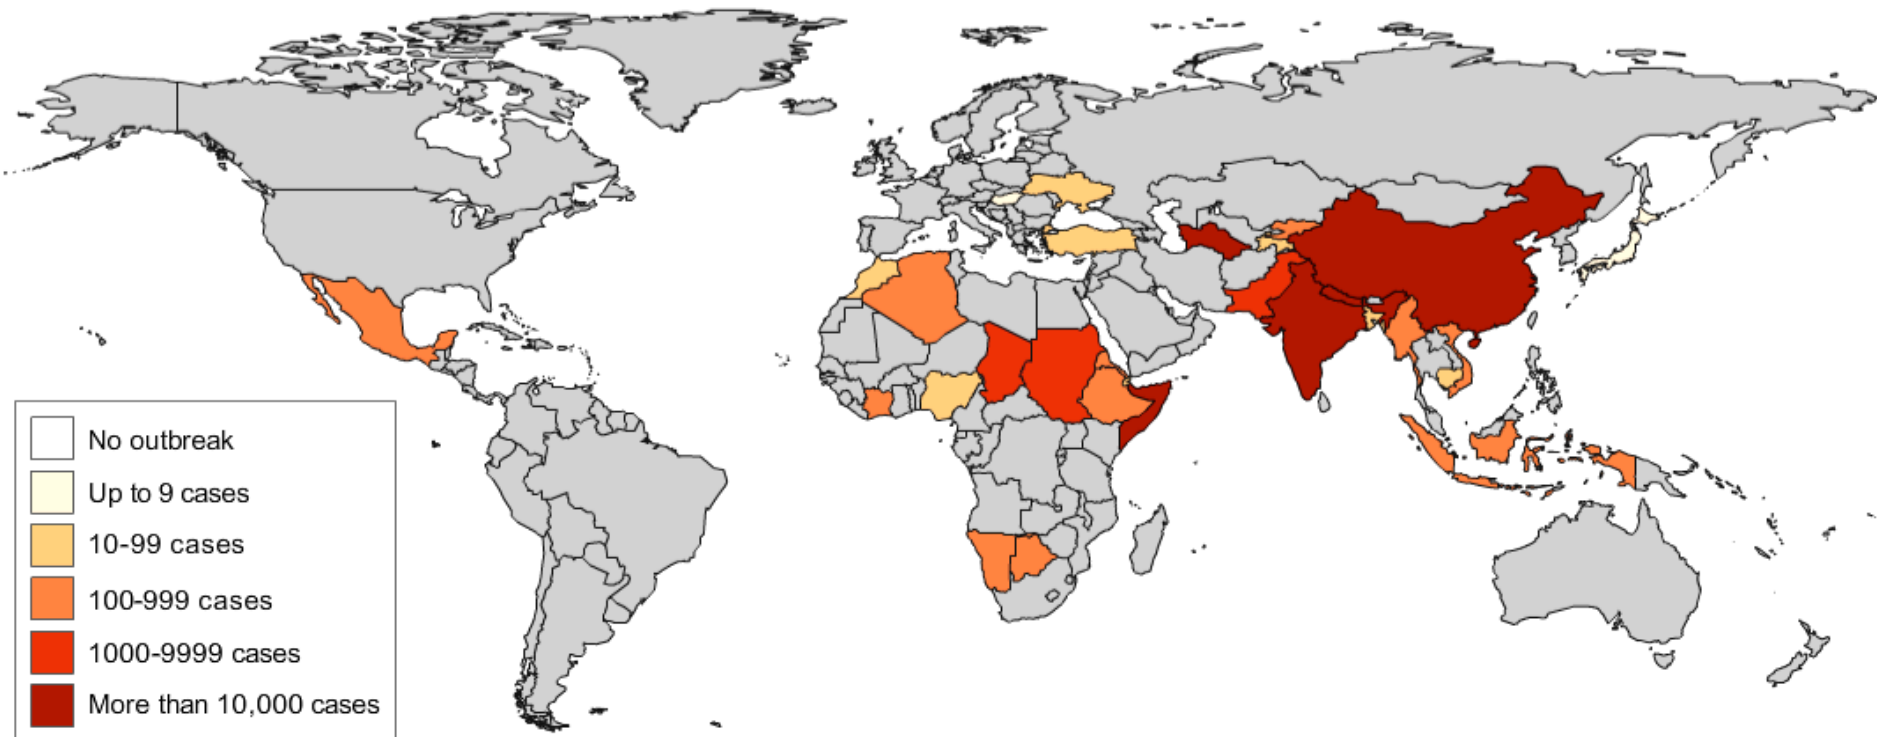 No outbreak
Up to 9 cases
10-99 cases
100-999 cases
1000-9999 cases
More than 10,000 cases